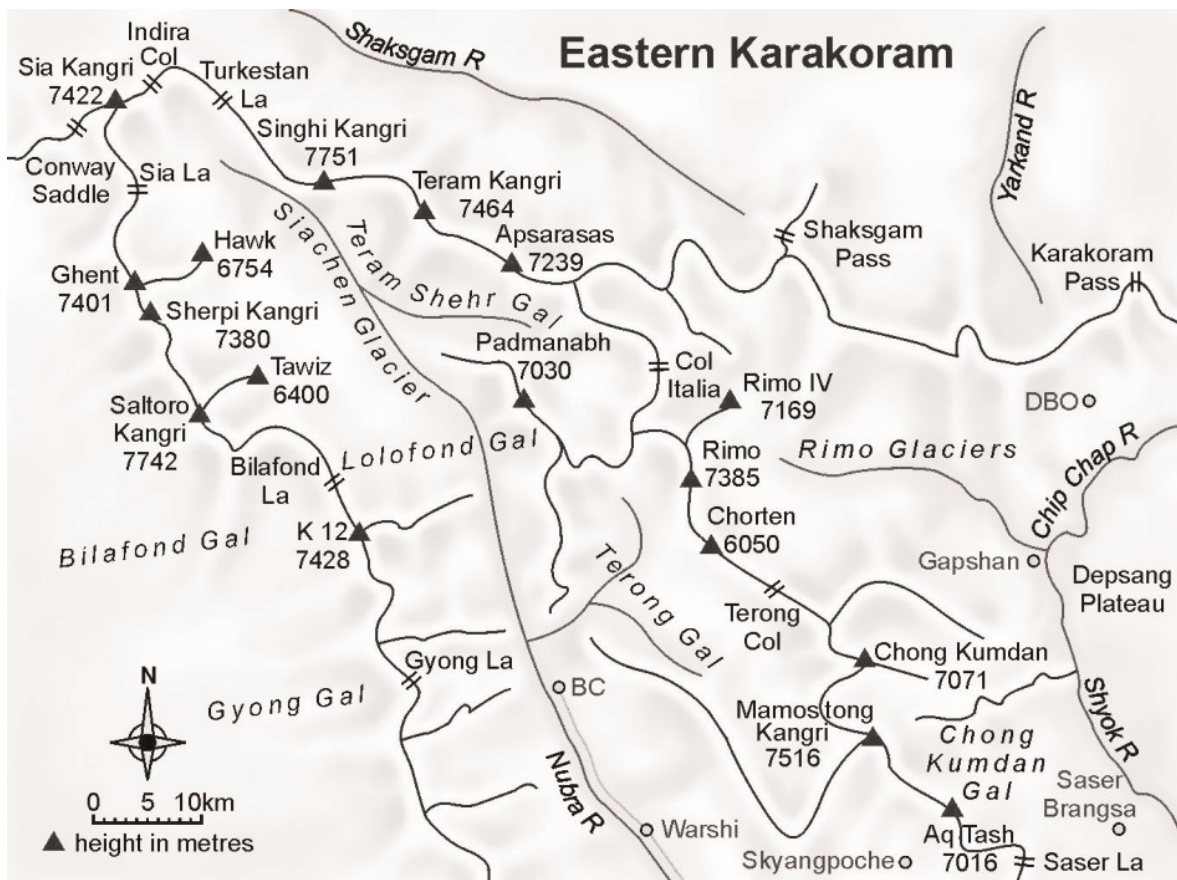 Eastern Karakoram
Indira
Col
Sia Kangri
7422
Turkestan
La
Shaksgam R
Yarkand R
Singhi Kangri
7751
Conway
Saddle
Sia La
Teram Kangri
7464
Shaksgam
Pass
Karakoram
Pass
Hawk
6754
Siachen Glacier
Teram Shehr Gal
Apsarasas
7239
Ghent
7401
Sherpi Kangri
7380
Padmanabh
7030
Col
Italia
Tawiz
6400
Rimo IV
7169
DBO
Saltoro
Kangri
7742
Bilafond
La
Lolofond Gal
Rimo
7385
Rimo Glaciers
Chip Chap R
K 12
7428
Bilafond Gal
Chorten
6050
Gapshan
Depsang
Plateau
Terong Gal
Terong
Col
Gyong La
Gyong Gal
BC
Chong Kumdan
7071
Mamostong
Kangri
7516
Shyok R
Chong
Kumdan
Gal
N
Nubra R
Saser
Brangsa
0 5 10km
Warshi
Aq Tash
7016
Saser La
Skyangpoche
height in metres